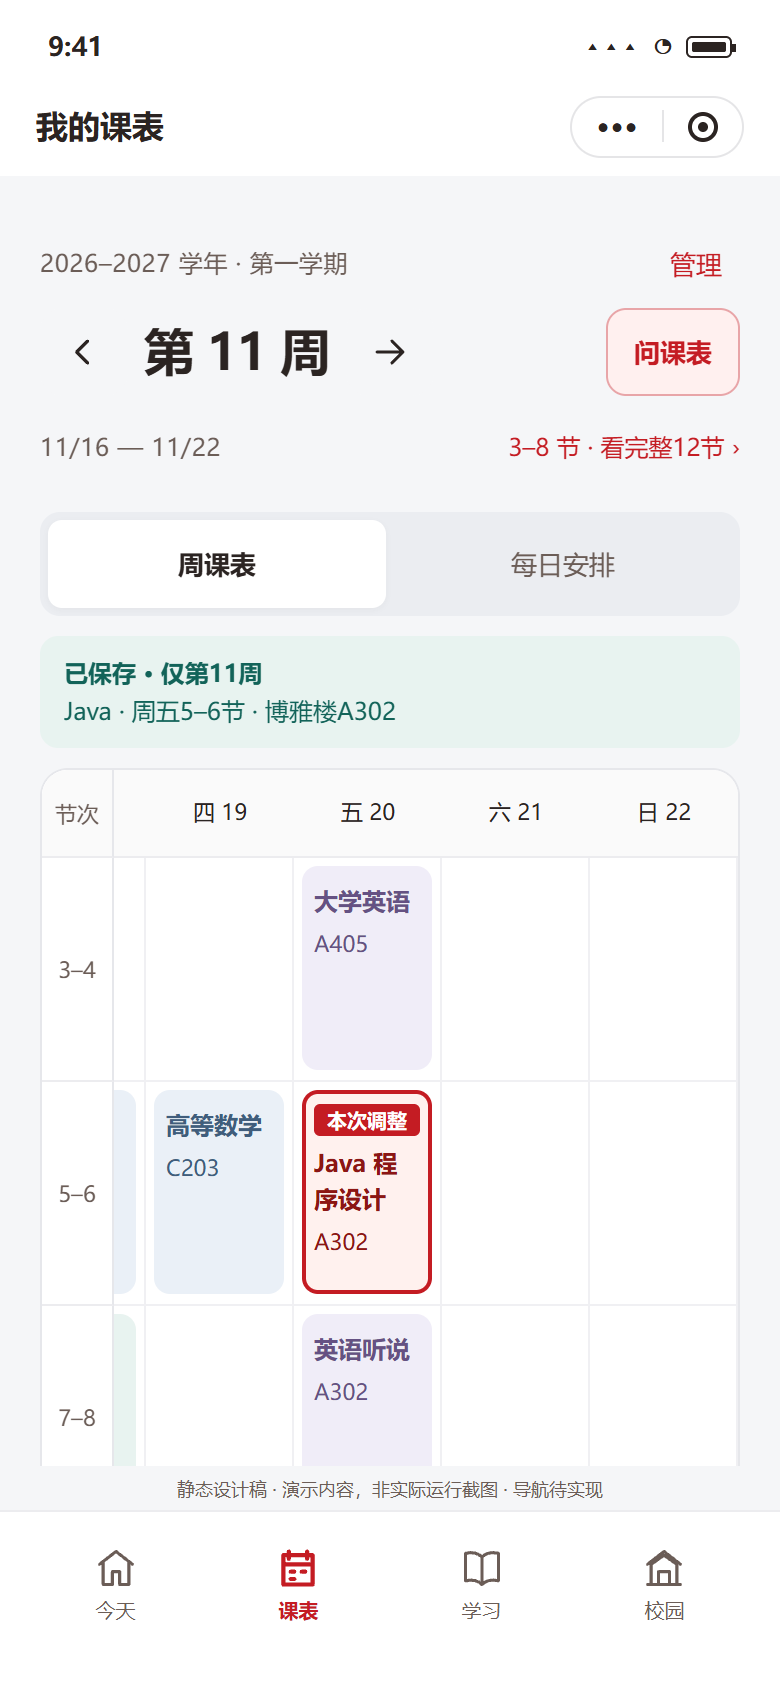 9:41
我的课表
2026–2027 学年 · 第一学期
管理
第 11 周
问课表
11/16 — 11/22
3–8 节 · 看完整12节 ›
周课表
每日安排
已保存 · 仅第11周
Java · 周五5–6节 · 博雅楼A302
节次
四 19
五 20
六 21
日 22
3–4
大学英语
A405
5–6
高等数学
C203
本次调整
Java 程
序设计
A302
7–8
英语听说
A302
静态设计稿 · 演示内容，非实际运行截图 · 导航待实现
今天
课表
学习
校园